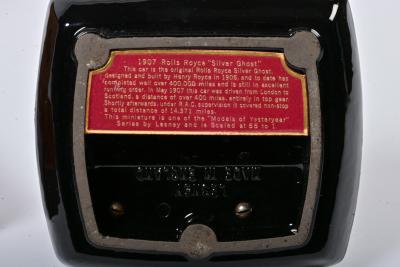 1907 Rolls Royce "Silver Ghost"
This car is the original Rolls Royce Silver Ghost,
designed and built by Henry Royce in 1906, and to date has
completed well over 400,000 miles and is still in excellent
running order. In May 1907 this car was driven from London to
Scotland, a distance of over 400 miles, entirely in top gear
Shortly afterwards, under R.A.C. supervision it covered non-stop
a total distance of 14,371 miles.
This miniature is one of the "Models of Yesteryear"
Series by Lesney and is Scaled at 55 to 1.
MADE IN ENGLAND
LESNEY